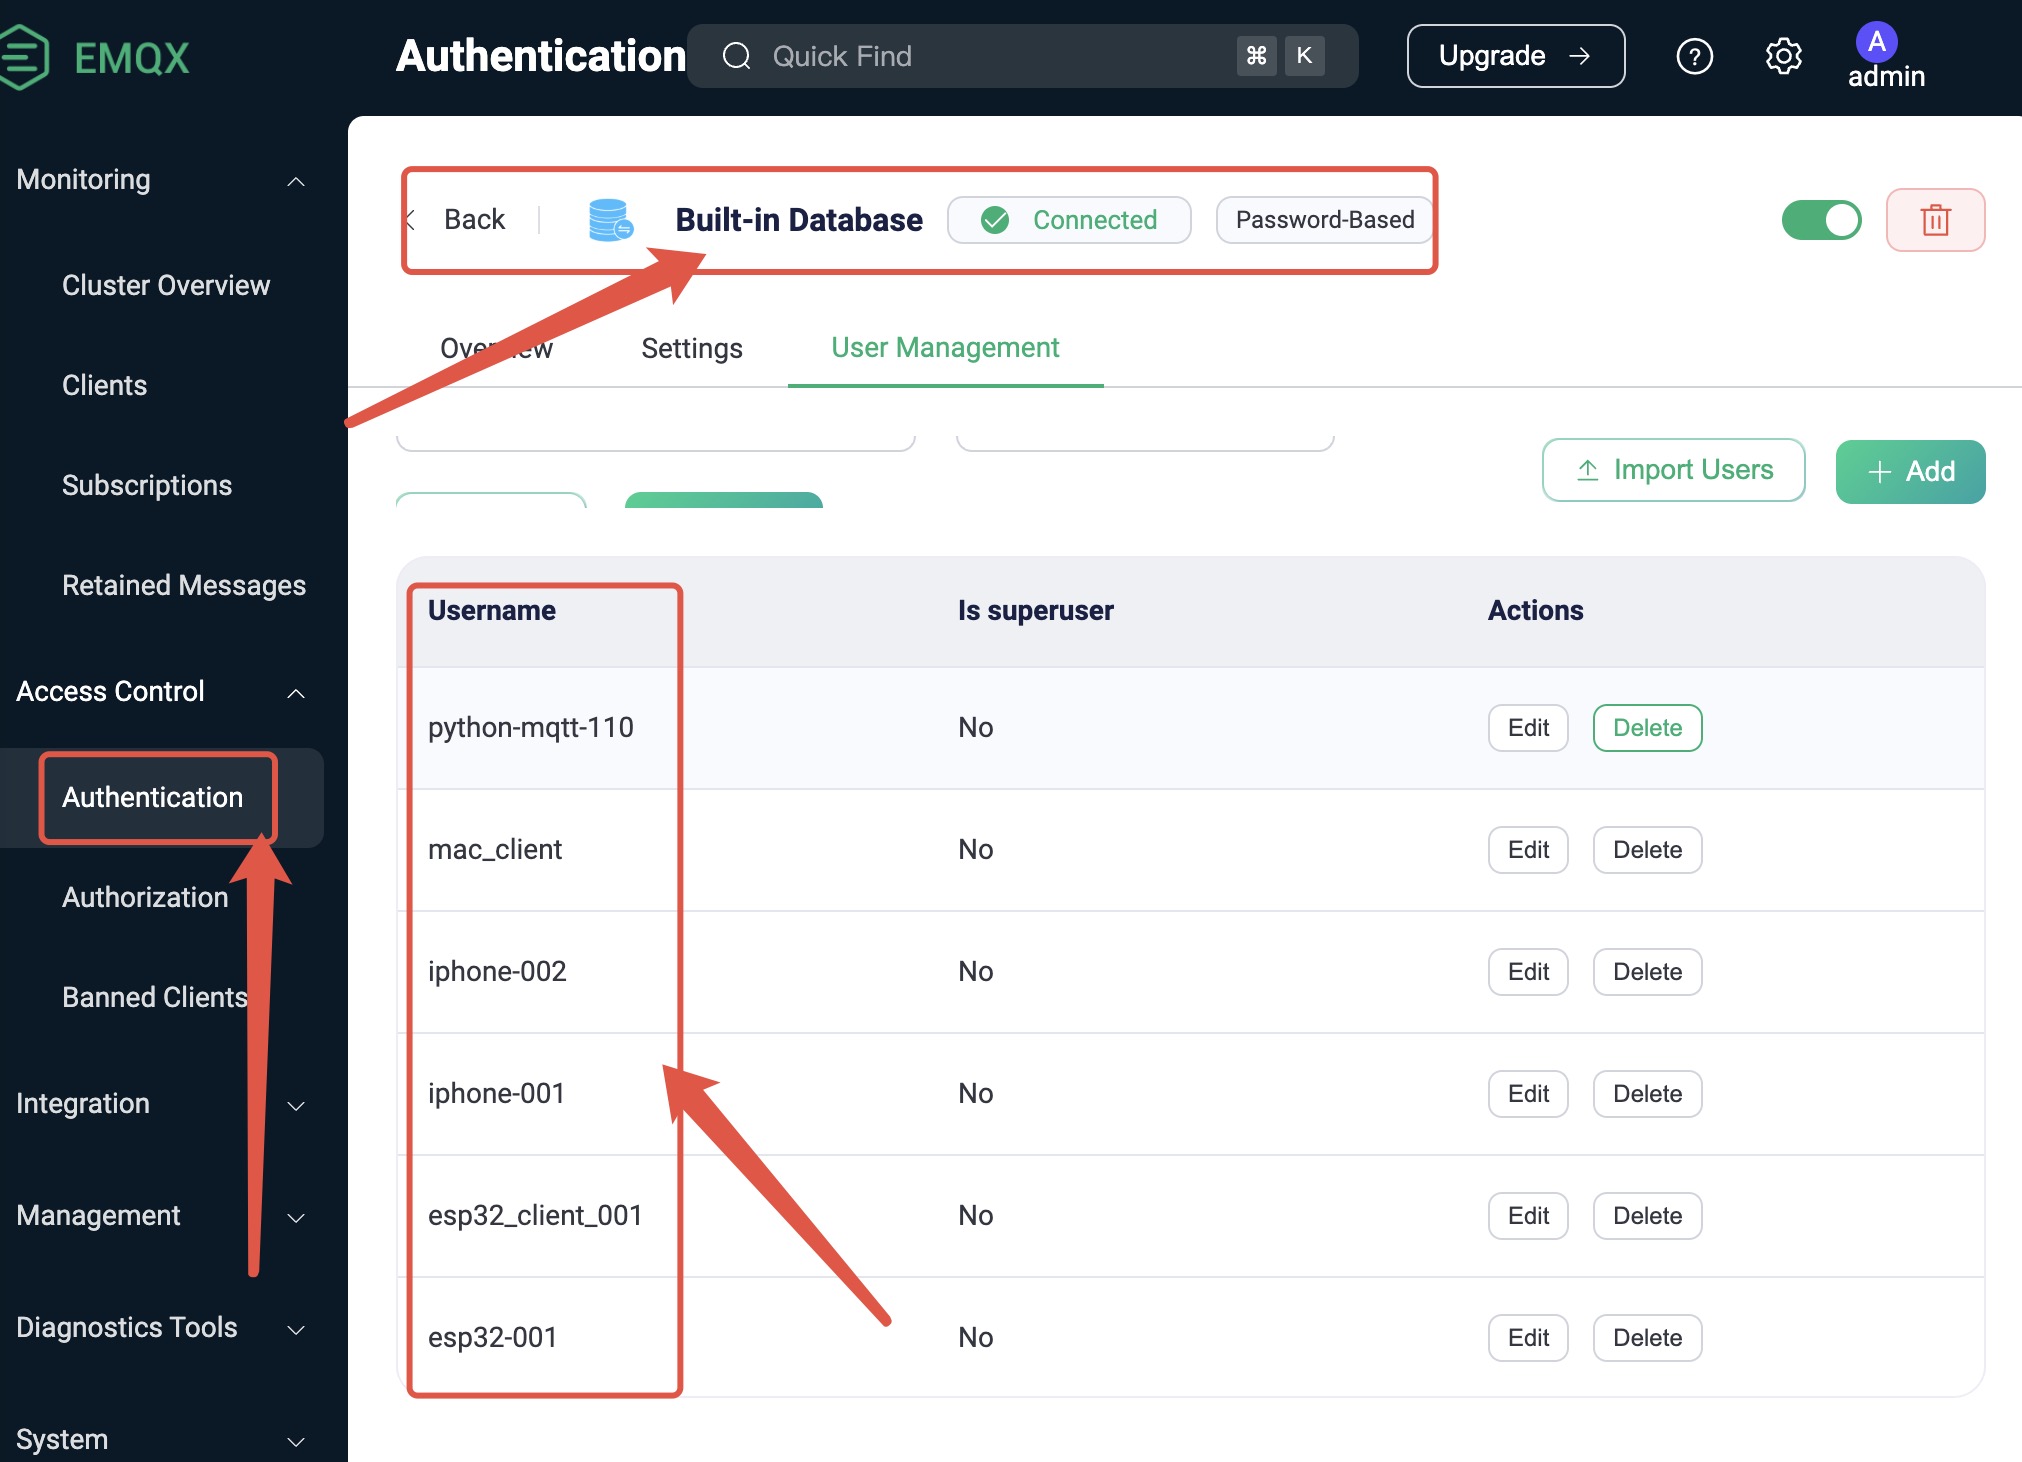 EMQX
Authentication
Quick Find
⌘ K
Upgrade →
?
A
admin
Monitoring
Cluster Overview
Clients
Subscriptions
Retained Messages
Access Control
Authentication
Authorization
Banned Clients
Integration
Management
Diagnostics Tools
System
Back
Built-in Database
Connected
Password-Based
Overview
Settings
User Management
Import Users
+ Add
Username Is superuser Actions
python-mqtt-110 No Edit Delete
mac_client No Edit Delete
iphone-002 No Edit Delete
iphone-001 No Edit Delete
esp32_client_001 No Edit Delete
esp32-001 No Edit Delete